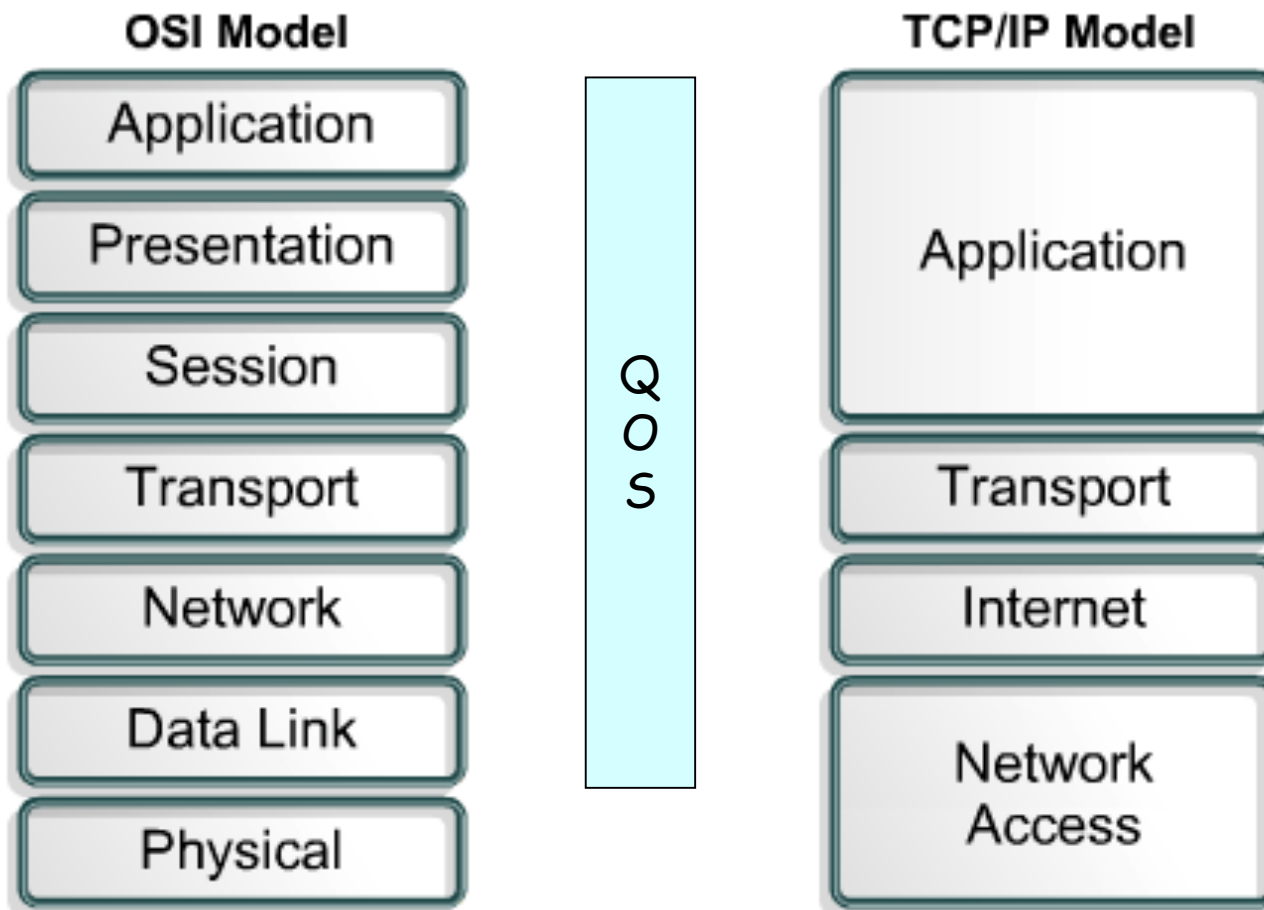 OSI Model
Application
Presentation
Session
Transport
Network
Data Link
Physical
Q
O
S
TCP/IP Model
Application
Transport
Internet
Network
Access